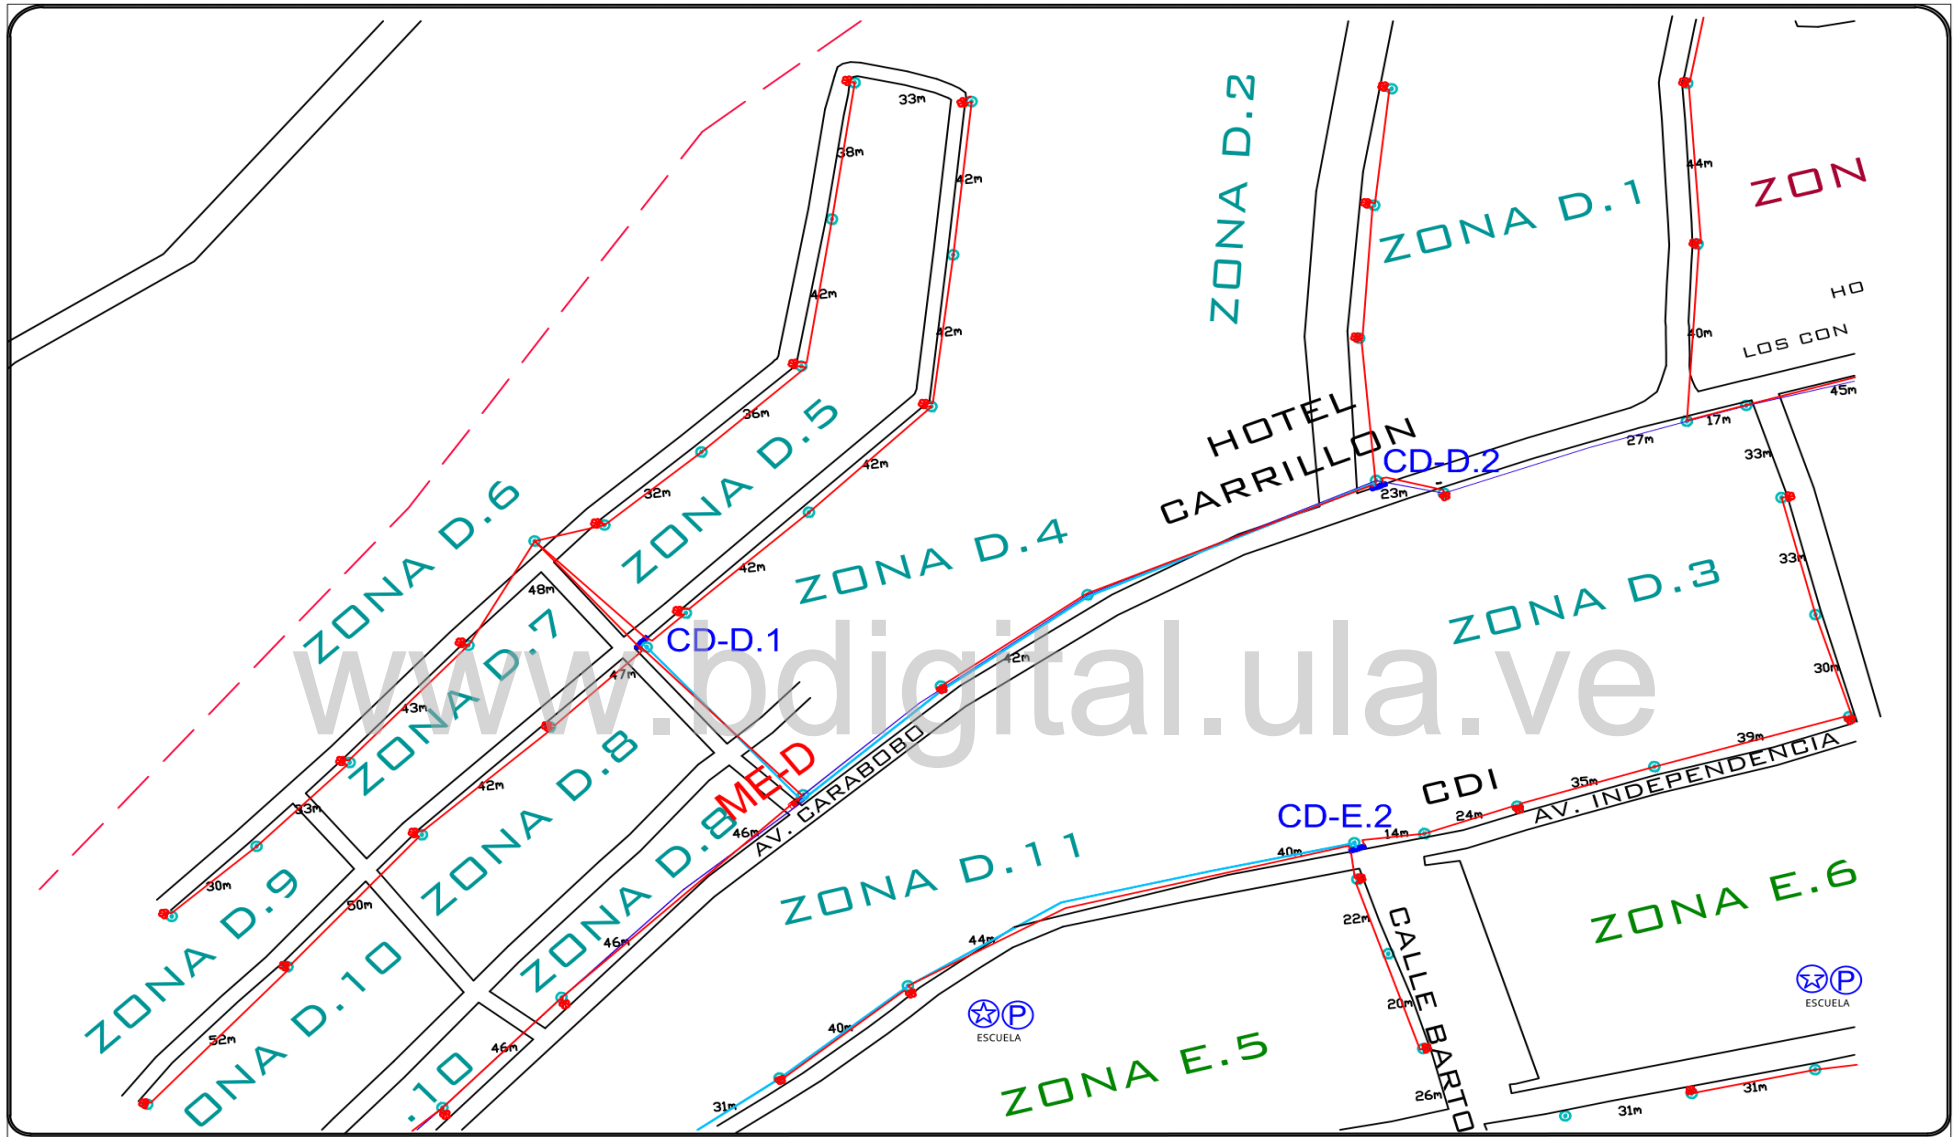 33m
38m
42m
42m
42m
36m
32m
42m
42m
48m
47m
43m
33m
30m
42m
50m
52m
46m
46m
46m
42m
23m
27m
17m
45m
44m
40m
33m
33m
30m
39m
35m
24m
14m
40m
44m
40m
31m
22m
20m
26m
31m
31m
ZONA D.2
ZONA D.1
ZON
HO
LOS CON
HOTEL
CARRILLON
CD-D.2
ZONA D.5
ZONA D.6
ZONA D.4
ZONA D.3
ZONA D.7
CD-D.1
www.bdigital.ula.ve
ZONA D.8
ME-D
AV. CARABOBO
ZONA D.8
CDI
AV. INDEPENDENCIA
CD-E.2
ZONA D.11
ZONA D.9
ONA D.10
.10
CALLE BARTO
ZONA E.6
P
ESCUELA
P
ESCUELA
ZONA E.5